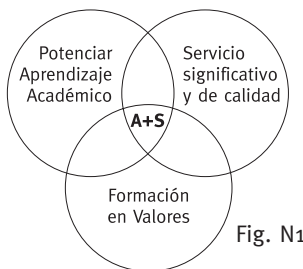 Potenciar
Aprendizaje
Académico
Servicio
significativo
y de calidad
A+S
Formación
en Valores
Fig. N1